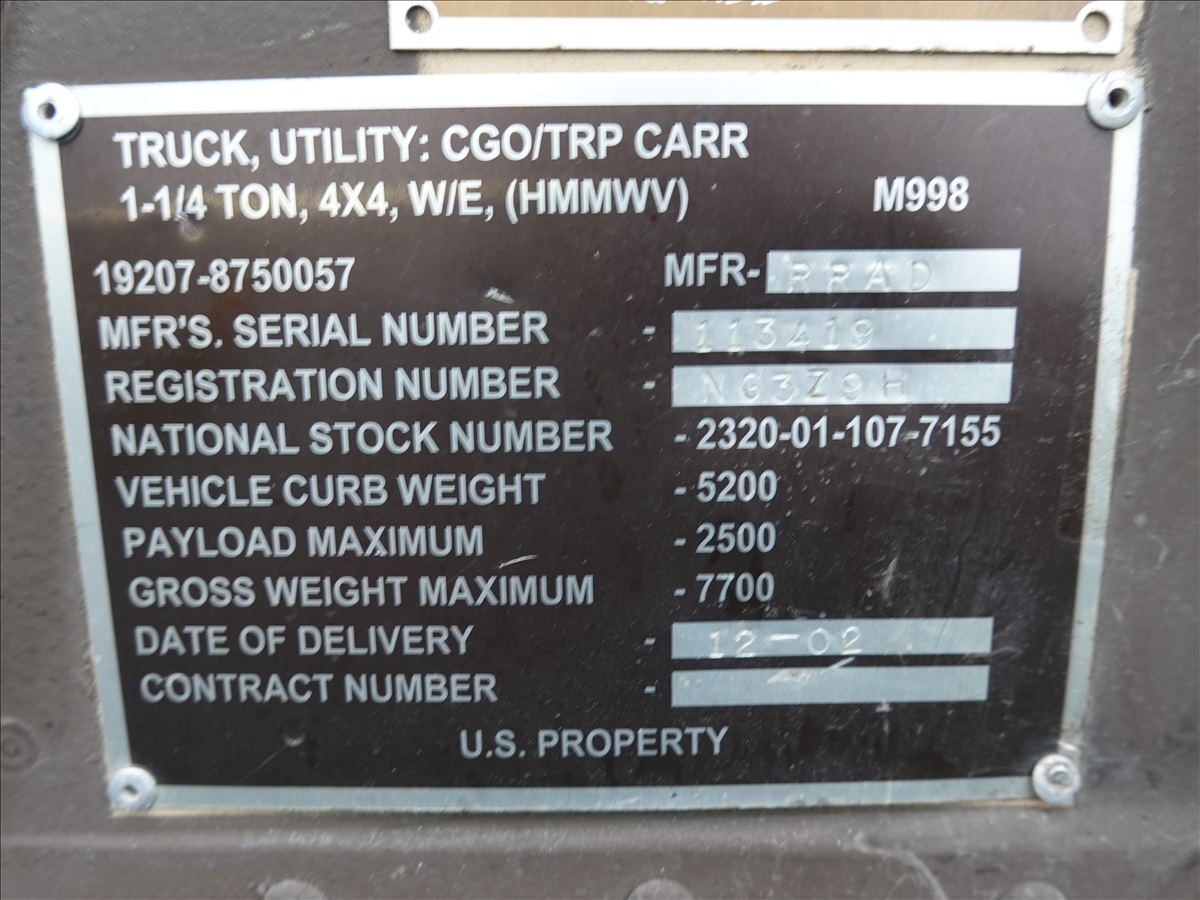 TRUCK, UTILITY: CGO/TRP CARR
1-1/4 TON, 4X4, W/E, (HMMWV) M998
19207-8750057 MFR- RRAD
MFR'S. SERIAL NUMBER - 113419
REGISTRATION NUMBER - NG3Z9H
NATIONAL STOCK NUMBER - 2320-01-107-7155
VEHICLE CURB WEIGHT - 5200
PAYLOAD MAXIMUM - 2500
GROSS WEIGHT MAXIMUM - 7700
DATE OF DELIVERY - 12-02
CONTRACT NUMBER -
U.S. PROPERTY